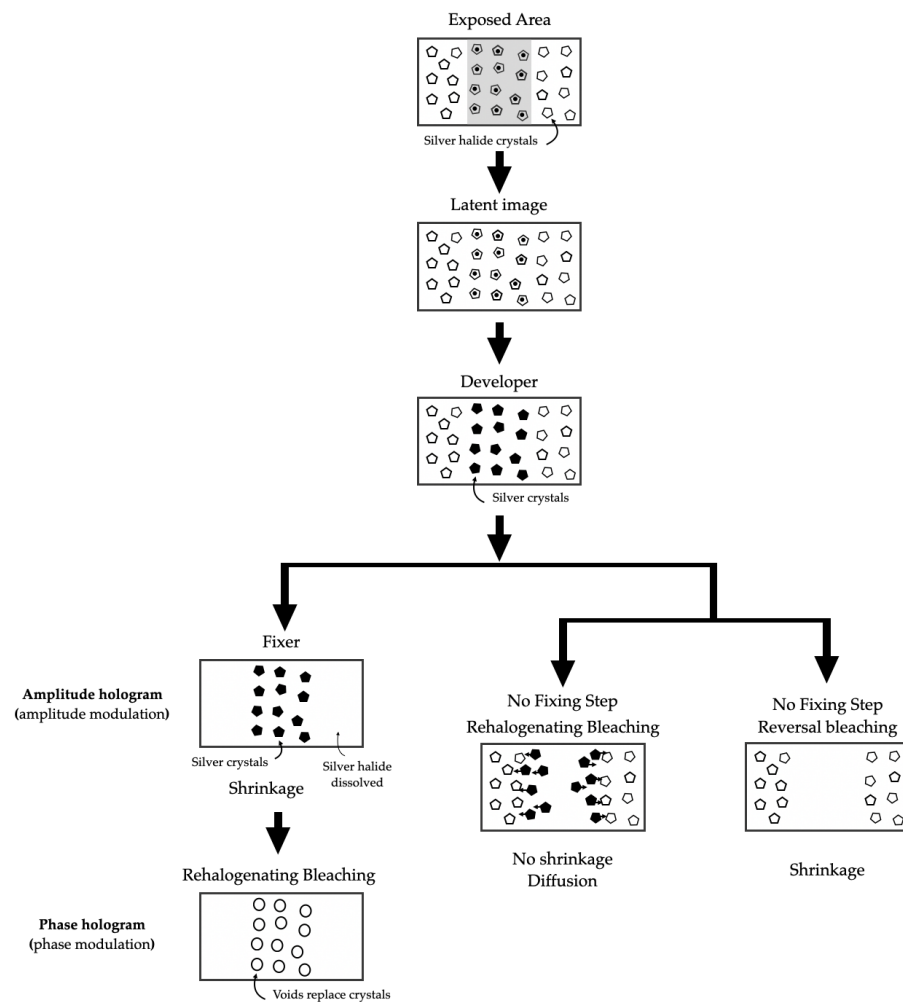 Exposed Area
Silver halide crystals
Latent image
Developer
Silver crystals
Fixer
Amplitude hologram
(amplitude modulation)
Silver crystals
Silver halide
dissolved
Shrinkage
No Fixing Step
Rehalogenating Bleaching
No shrinkage
Diffusion
No Fixing Step
Reversal bleaching
Shrinkage
Rehalogenating Bleaching
Phase hologram
(phase modulation)
Voids replace crystals